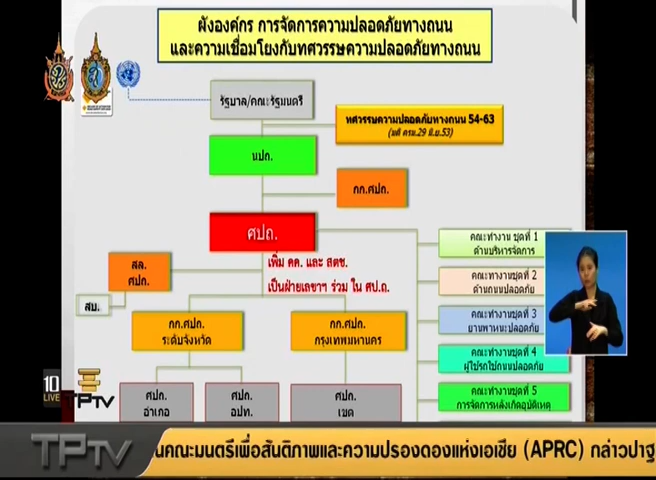 ผังองค์กร การจัดการความปลอดภัยทางถนน
และความเชื่อมโยงกับทศวรรษความปลอดภัยทางถนน
รัฐบาล/คณะรัฐมนตรี
ทศวรรษความปลอดภัยทางถนน 54-63
(มติ ครม.29 มิ.ย.53)
นปถ.
กก.ศปถ.
ศปถ.
เพิ่ม คค. และ สตช.
เป็นฝ่ายเลขาฯ ร่วม ใน ศป.ถ.
สล.
ศปถ.
สบ.
คณะทำงาน ชุดที่ 1
ด้านบริหารจัดการ
คณะทำงานชุดที่ 2
ด้านถนนปลอดภัย
คณะทำงานชุดที่ 3
ยานพาหนะปลอดภัย
คณะทำงานชุดที่ 4
ผู้ใช้รถใช้ถนนปลอดภัย
คณะทำงานชุดที่ 5
การจัดการหลังเกิดอุบัติเหตุ
กก.ศปถ.
ระดับจังหวัด
กก.ศปถ.
กรุงเทพมหานคร
ศปถ.
อำเภอ
ศปถ.
อปท.
ศปถ.
เขต
10
LIVE
TPTV
TPTV
นคณะมนตรีเพื่อสันติภาพและความปรองดองแห่งเอเชีย (APRC) กล่าวปาฐ